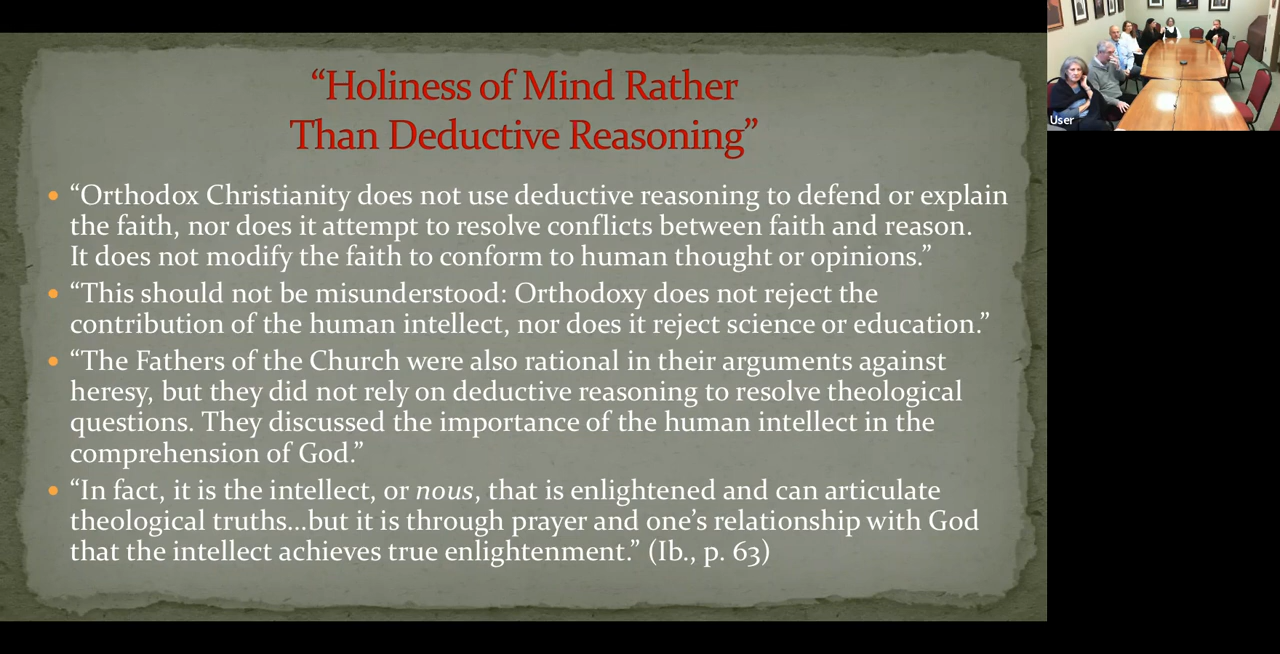 “Holiness of Mind Rather
Than Deductive Reasoning”
• “Orthodox Christianity does not use deductive reasoning to defend or explain
the faith, nor does it attempt to resolve conflicts between faith and reason.
It does not modify the faith to conform to human thought or opinions.”
• “This should not be misunderstood: Orthodoxy does not reject the
contribution of the human intellect, nor does it reject science or education.”
• “The Fathers of the Church were also rational in their arguments against
heresy, but they did not rely on deductive reasoning to resolve theological
questions. They discussed the importance of the human intellect in the
comprehension of God.”
• “In fact, it is the intellect, or nous, that is enlightened and can articulate
theological truths…but it is through prayer and one’s relationship with God
that the intellect achieves true enlightenment.” (Ib., p. 63)
User